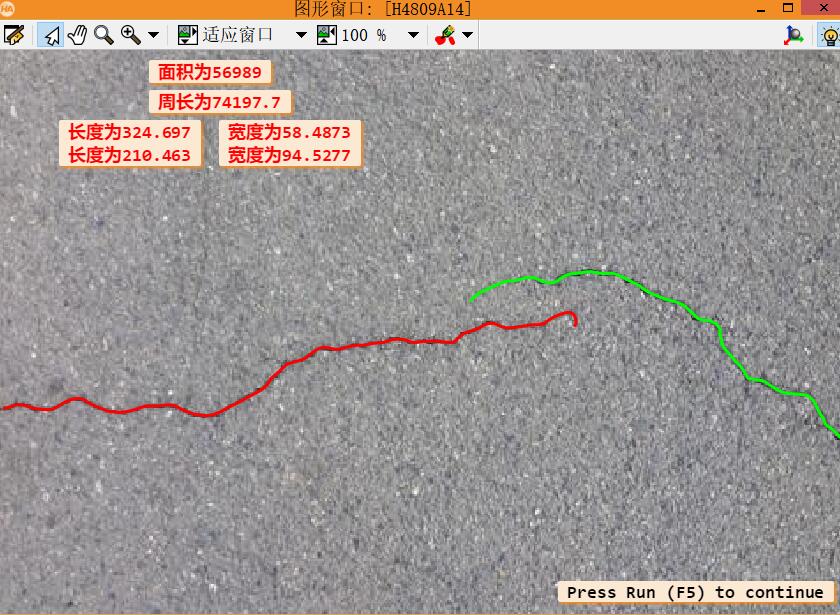 HA
图形窗口: [H4809A14]
适应窗口
100 %
面积为56989
周长为74197.7
长度为324.697
长度为210.463
宽度为58.4873
宽度为94.5277
Press Run (F5) to continue